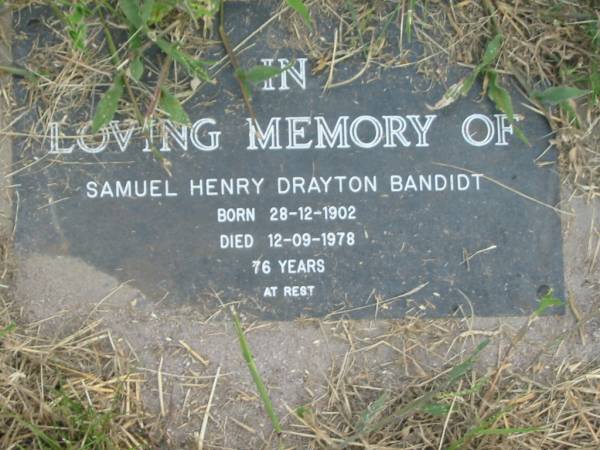 IN
LOVING MEMORY OF
SAMUEL HENRY DRAYTON BANDIDT
BORN 28-12-1902
DIED 12-09-1978
76 YEARS
AT REST